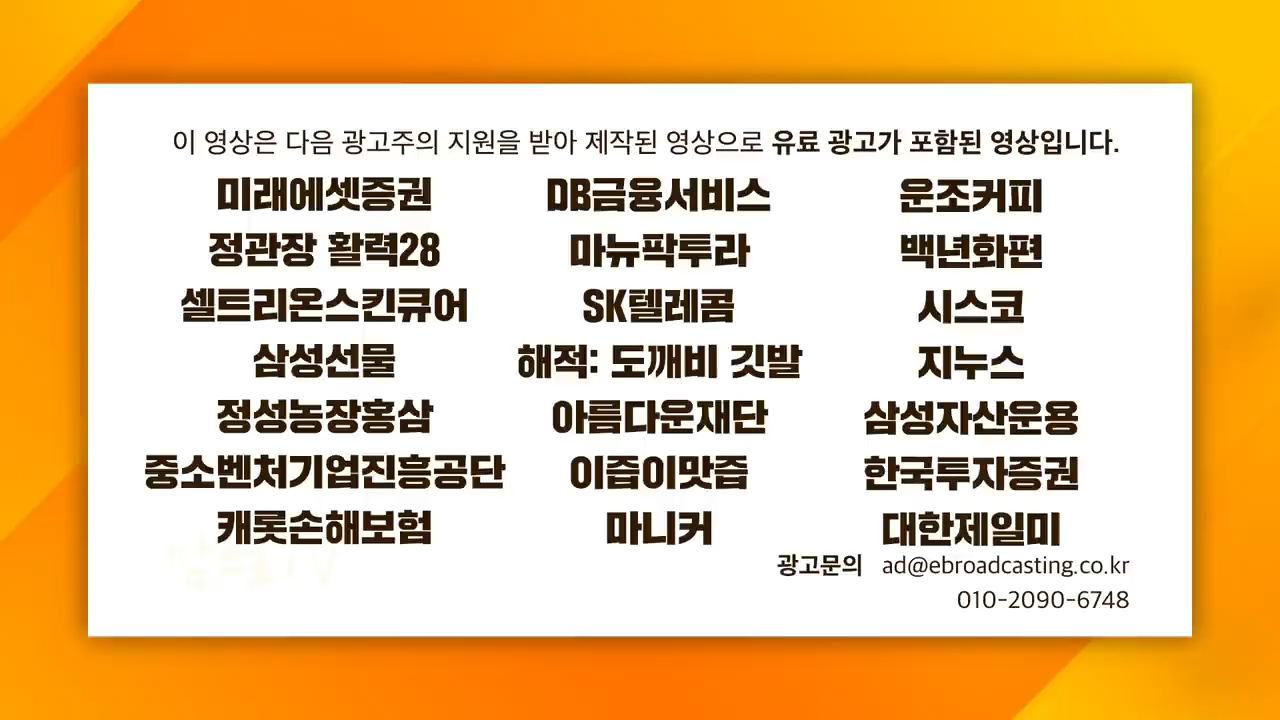 이 영상은 다음 광고주의 지원을 받아 제작된 영상으로 유료 광고가 포함된 영상입니다.
미래에셋증권 DB금융서비스 운조커피
정관장 활력28 마뉴팍투라 백년화편
셀트리온스킨큐어 SK텔레콤 시스코
삼성선물 해적: 도깨비 깃발 지누스
정성농장홍삼 아름다운재단 삼성자산운용
중소벤처기업진흥공단 이즙이맛즙 한국투자증권
캐롯손해보험 마니커 대한제일미
광고문의 ad@ebroadcasting.co.kr
010-2090-6748